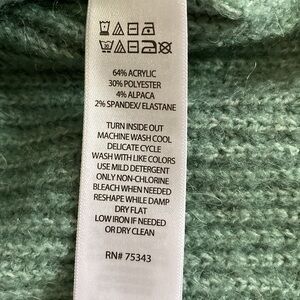 64% ACRYLIC
30% POLYESTER
4% ALPACA
2% SPANDEX/ ELASTANE
TURN INSIDE OUT
MACHINE WASH COOL
DELICATE CYCLE
WASH WITH LIKE COLORS
USE MILD DETERGENT
ONLY NON-CHLORINE
BLEACH WHEN NEEDED
RESHAPE WHILE DAMP
DRY FLAT
LOW IRON IF NEEDED
OR DRY CLEAN
RN# 75343